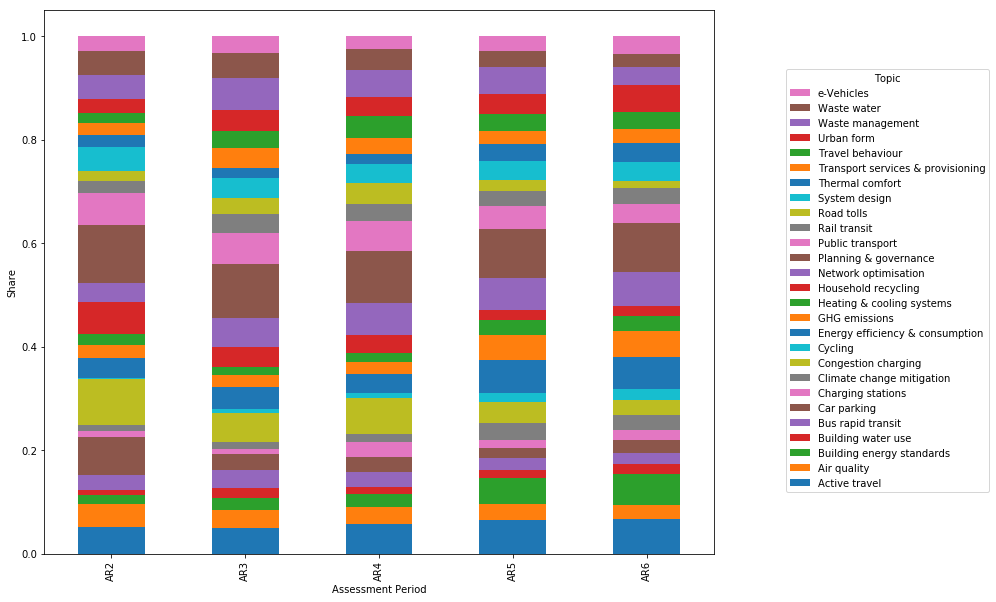 1.0
0.8
0.6
0.4
0.2
0.0
Share
AR2
AR3
AR4
AR5
AR6
Assessment Period
Topic
e-Vehicles
Waste water
Waste management
Urban form
Travel behaviour
Transport services & provisioning
Thermal comfort
System design
Road tolls
Rail transit
Public transport
Planning & governance
Network optimisation
Household recycling
Heating & cooling systems
GHG emissions
Energy efficiency & consumption
Cycling
Congestion charging
Climate change mitigation
Charging stations
Car parking
Bus rapid transit
Building water use
Building energy standards
Air quality
Active travel